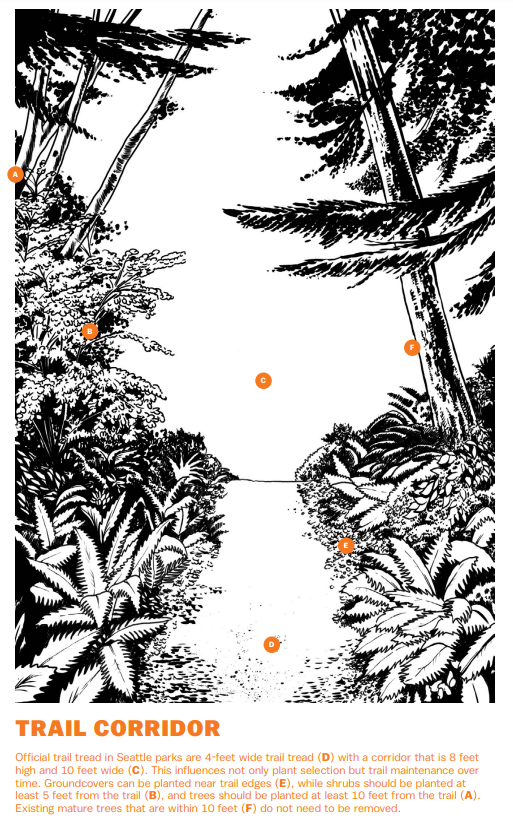 A
B
F
C
E
D
TRAIL CORRIDOR
Official trail tread in Seattle parks are 4-feet wide trail tread (D) with a corridor that is 8 feet
high and 10 feet wide (C). This influences not only plant selection but trail maintenance over
time. Groundcovers can be planted near trail edges (E), while shrubs should be planted at
least 5 feet from the trail (B), and trees should be planted at least 10 feet from the trail (A).
Existing mature trees that are within 10 feet (F) do not need to be removed.